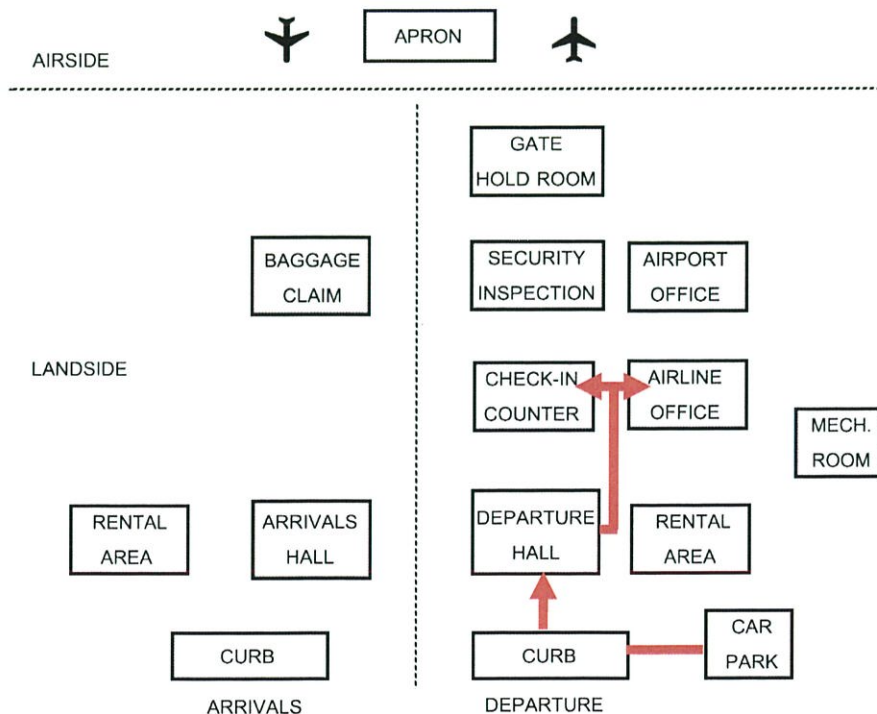 APRON
AIRSIDE
GATE
HOLD ROOM
BAGGAGE
CLAIM
SECURITY
INSPECTION
AIRPORT
OFFICE
LANDSIDE
CHECK-IN
COUNTER
AIRLINE
OFFICE
MECH.
ROOM
RENTAL
AREA
ARRIVALS
HALL
DEPARTURE
HALL
RENTAL
AREA
CURB
CURB
CAR
PARK
ARRIVALS
DEPARTURE